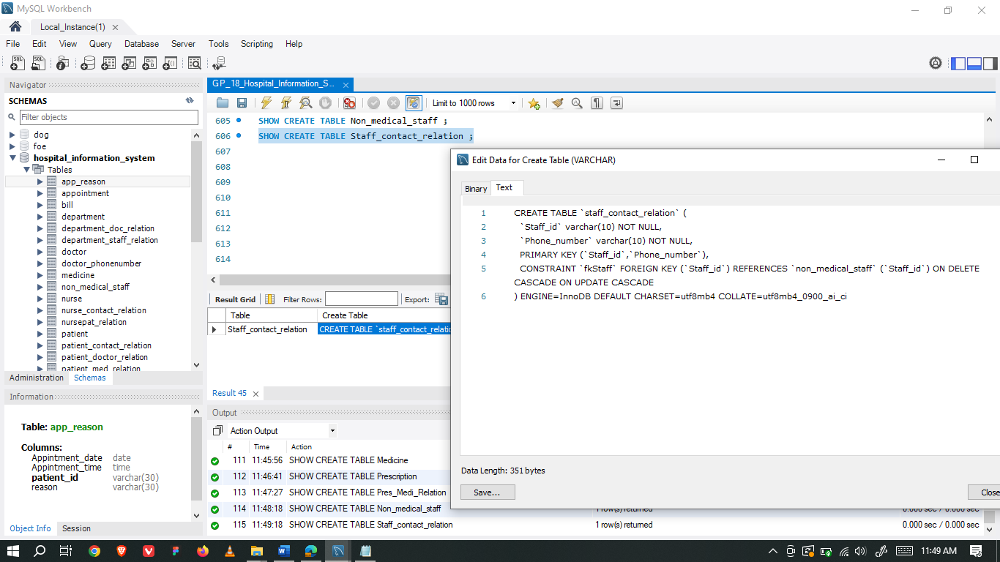 MySQL Workbench
Local_Instance(1)
File Edit View Query Database Server Tools Scripting Help
Navigator
SCHEMAS
Filter objects
dog
foe
hospital_information_system
Tables
app_reason
appointment
bill
department
department_doc_relation
department_staff_relation
doctor
doctor_phonenumber
medicine
non_medical_staff
nurse
nurse_contact_relation
nursepat_relation
patient
patient_contact_relation
patient_doctor_relation
patient_med_relation
Administration Schemas
Information
Table: app_reason
Columns:
Appintment_date date
Appintment_time time
patient_id varchar(30)
reason varchar(30)
Object Info Session
GP_18_Hospital_Information_S...
Limit to 1000 rows
605 SHOW CREATE TABLE Non_medical_staff ;
606 SHOW CREATE TABLE Staff_contact_relation ;
607
608
609
610
611
612
613
614
Result Grid Filter Rows: Export:
Table Create Table
Staff_contact_relation CREATE TABLE `staff_contact_relatio
Result 45
Output
Action Output
# Time Action
111 11:45:56 SHOW CREATE TABLE Medicine
112 11:46:41 SHOW CREATE TABLE Prescription
113 11:47:27 SHOW CREATE TABLE Pres_Medi_Relation
114 11:48:18 SHOW CREATE TABLE Non_medical_staff 1 row(s) returned 0.000 sec / 0.000 sec
115 11:49:18 SHOW CREATE TABLE Staff_contact_relation 1 row(s) returned 0.000 sec / 0.000 sec
Edit Data for Create Table (VARCHAR)
Binary Text
1 CREATE TABLE `staff_contact_relation` (
2 `Staff_id` varchar(10) NOT NULL,
3 `Phone_number` varchar(10) NOT NULL,
4 PRIMARY KEY (`Staff_id`,`Phone_number`),
5 CONSTRAINT `fkStaff` FOREIGN KEY (`Staff_id`) REFERENCES `non_medical_staff` (`Staff_id`) ON DELETE
CASCADE ON UPDATE CASCADE
6 ) ENGINE=InnoDB DEFAULT CHARSET=utf8mb4 COLLATE=utf8mb4_0900_ai_ci
Data Length: 351 bytes
Save... Close
11:49 AM